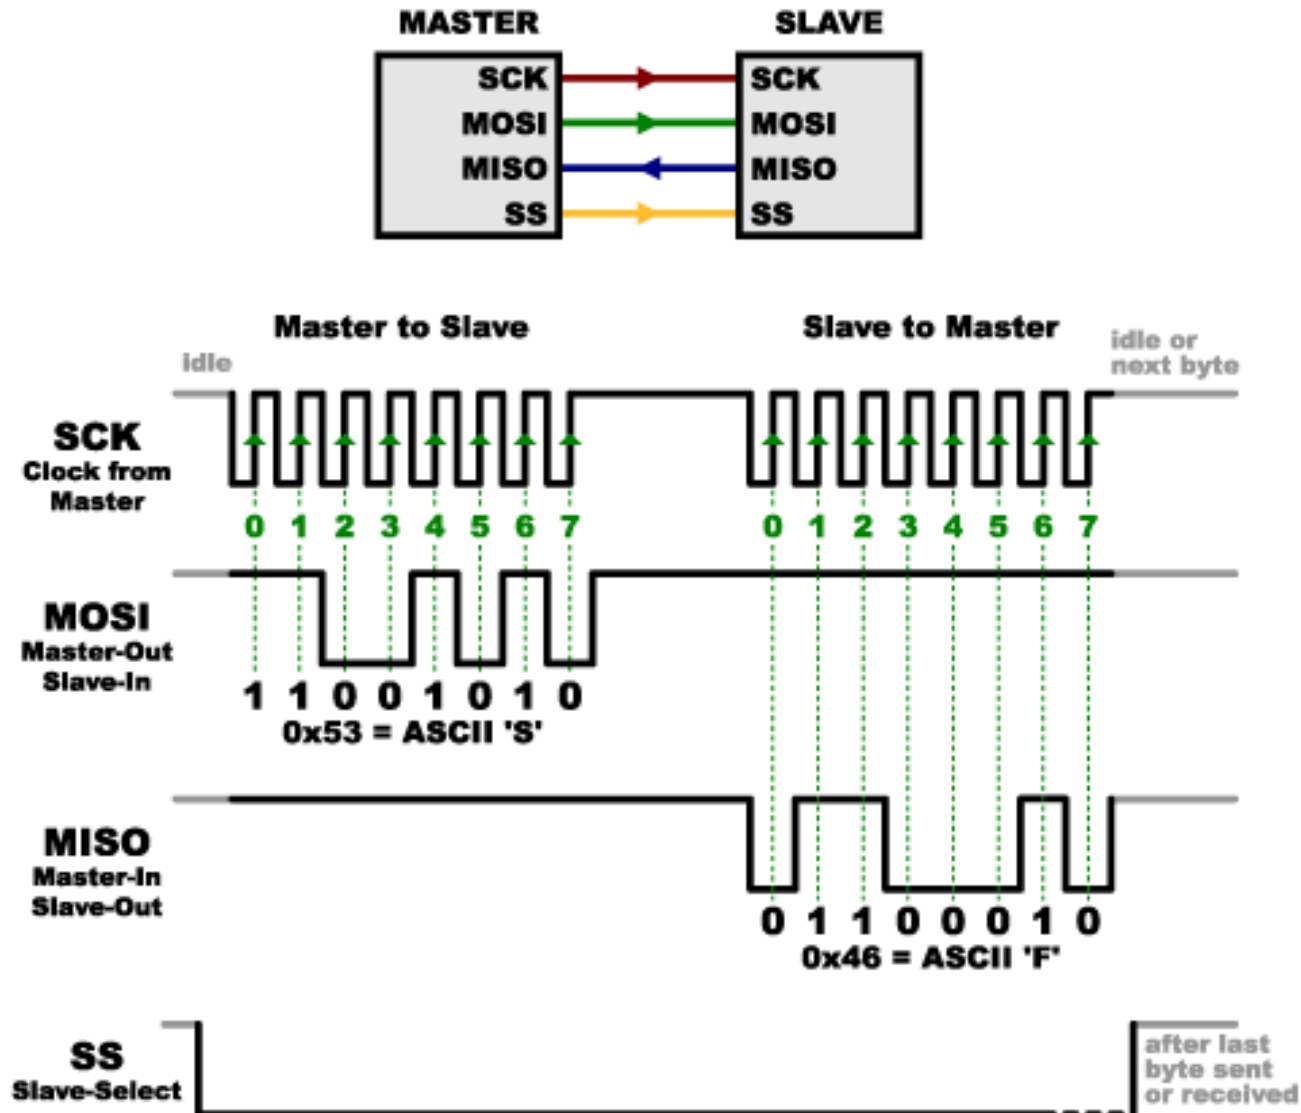 MASTER SLAVE
SCK SCK
MOSI MOSI
MISO MISO
SS SS
Master to Slave Slave to Master
idle
idle or
next byte
SCK
Clock from
Master
0 1 2 3 4 5 6 7 0 1 2 3 4 5 6 7
MOSI
Master-Out
Slave-In
1 1 0 0 1 0 1 0
0x53 = ASCII 'S'
MISO
Master-In
Slave-Out
0 1 1 0 0 0 1 0
0x46 = ASCII 'F'
SS
Slave-Select
after last
byte sent
or received